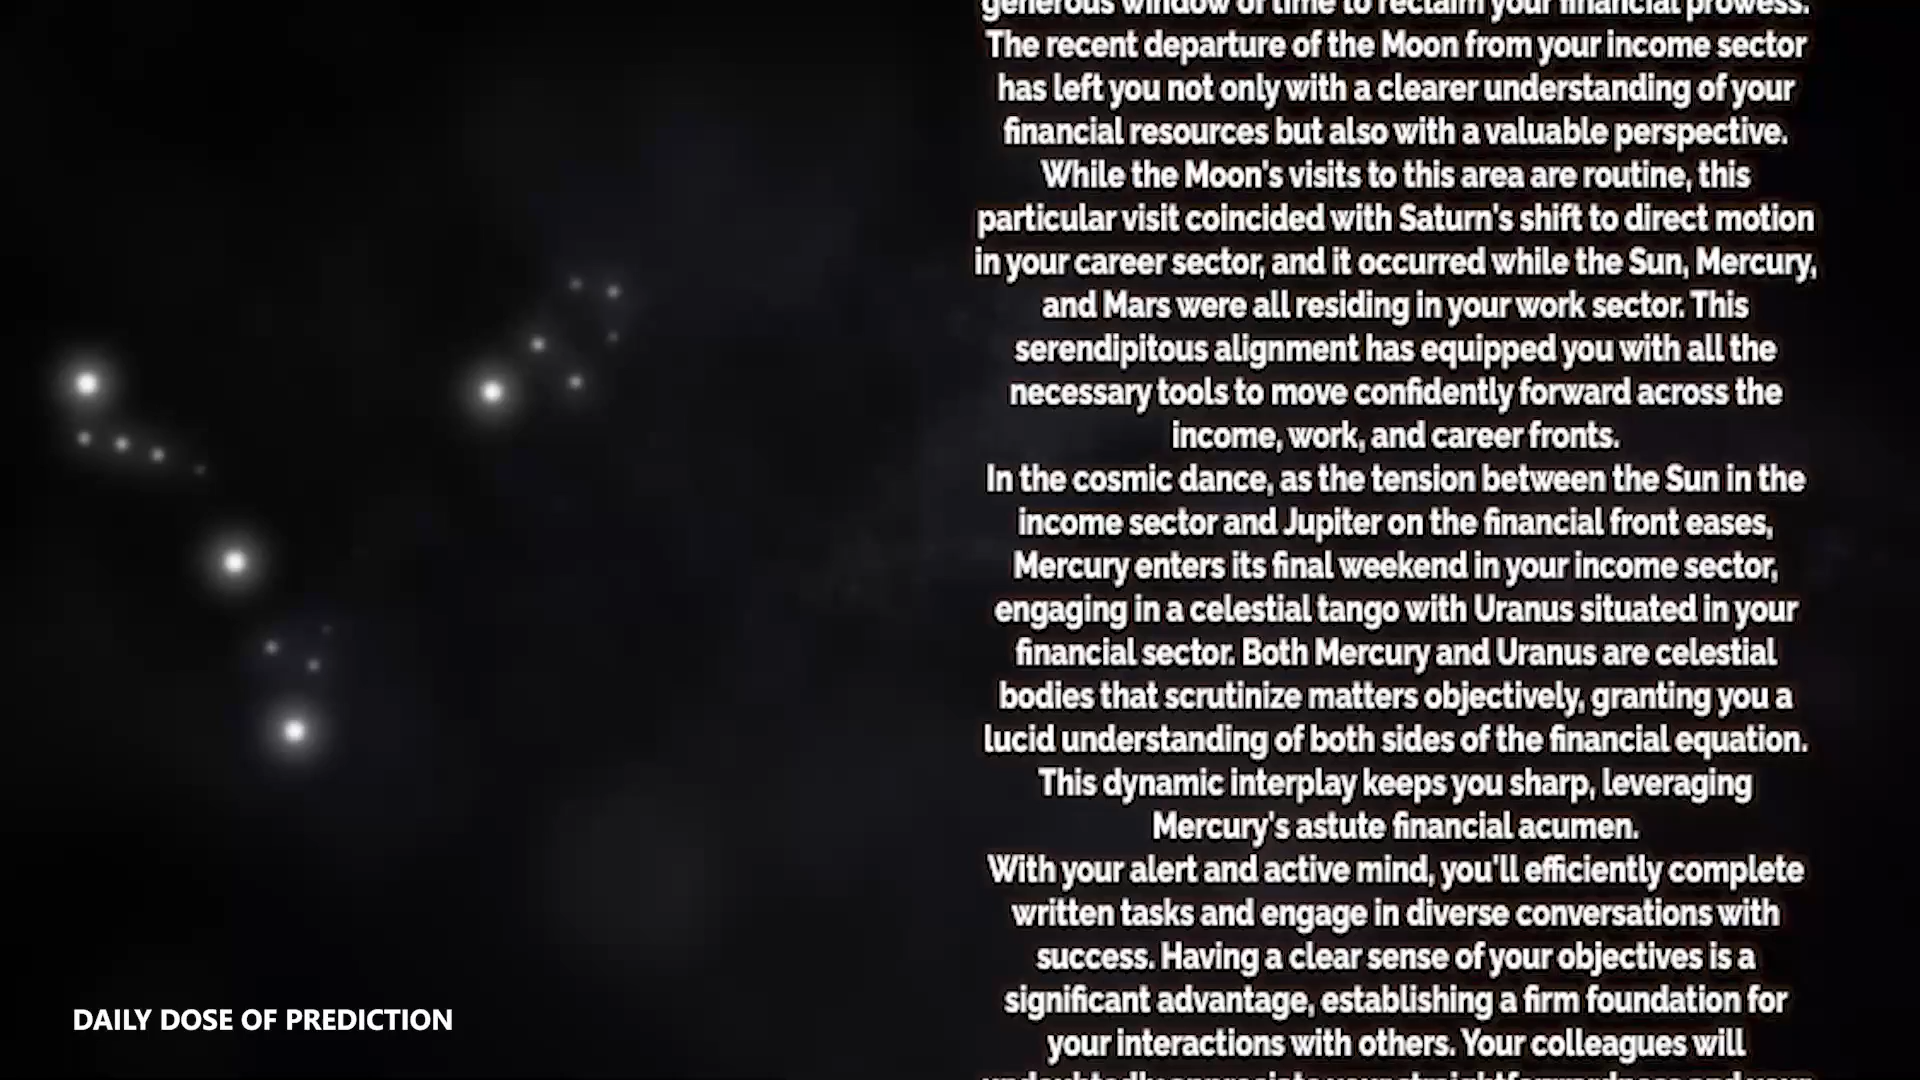 generous window of time to reclaim your financial prowess.
The recent departure of the Moon from your income sector
has left you not only with a clearer understanding of your
financial resources but also with a valuable perspective.
While the Moon's visits to this area are routine, this
particular visit coincided with Saturn's shift to direct motion
in your career sector, and it occurred while the Sun, Mercury,
and Mars were all residing in your work sector. This
serendipitous alignment has equipped you with all the
necessary tools to move confidently forward across the
income, work, and career fronts.
In the cosmic dance, as the tension between the Sun in the
income sector and Jupiter on the financial front eases,
Mercury enters its final weekend in your income sector,
engaging in a celestial tango with Uranus situated in your
financial sector. Both Mercury and Uranus are celestial
bodies that scrutinize matters objectively, granting you a
lucid understanding of both sides of the financial equation.
This dynamic interplay keeps you sharp, leveraging
Mercury's astute financial acumen.
With your alert and active mind, you'll efficiently complete
written tasks and engage in diverse conversations with
success. Having a clear sense of your objectives is a
significant advantage, establishing a firm foundation for
your interactions with others. Your colleagues will
DAILY DOSE OF PREDICTION